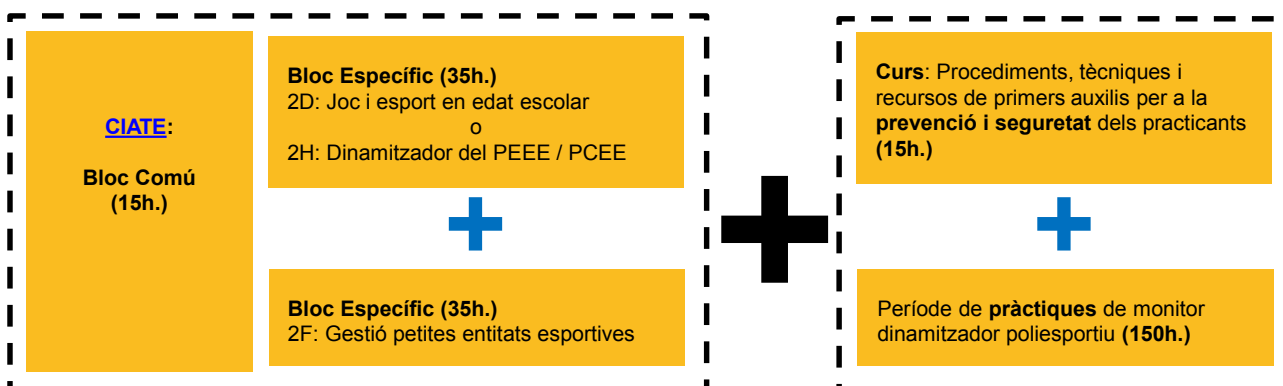 CIATE:
Bloc Comú
(15h.)
Bloc Específic (35h.)
2D: Joc i esport en edat escolar
o
2H: Dinamitzador del PEEE / PCEE
Bloc Específic (35h.)
2F: Gestió petites entitats esportives
Curs: Procediments, tècniques i
recursos de primers auxilis per a la
prevenció i seguretat dels practicants
(15h.)
Període de pràctiques de monitor
dinamitzador poliesportiu (150h.)